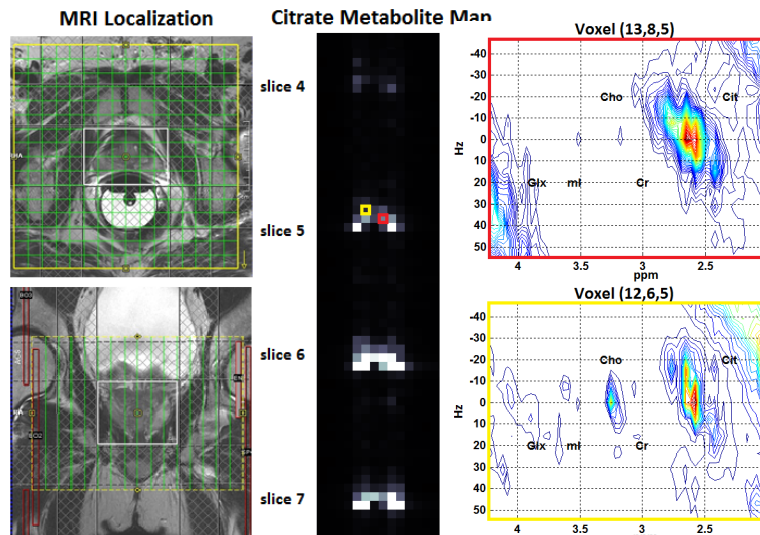 MRI Localization
Citrate Metabolite Map
slice 4
slice 5
slice 6
slice 7
Voxel (13,8,5)
-40
-30
-20
-10
0
10
20
30
40
50
Hz
Cho
Cit
Glx
mI
Cr
4
3.5
3
2.5
ppm
Voxel (12,6,5)
-40
-30
-20
-10
0
10
20
30
40
50
Hz
Cho
Cit
Glx
mI
Cr
4
3.5
3
2.5